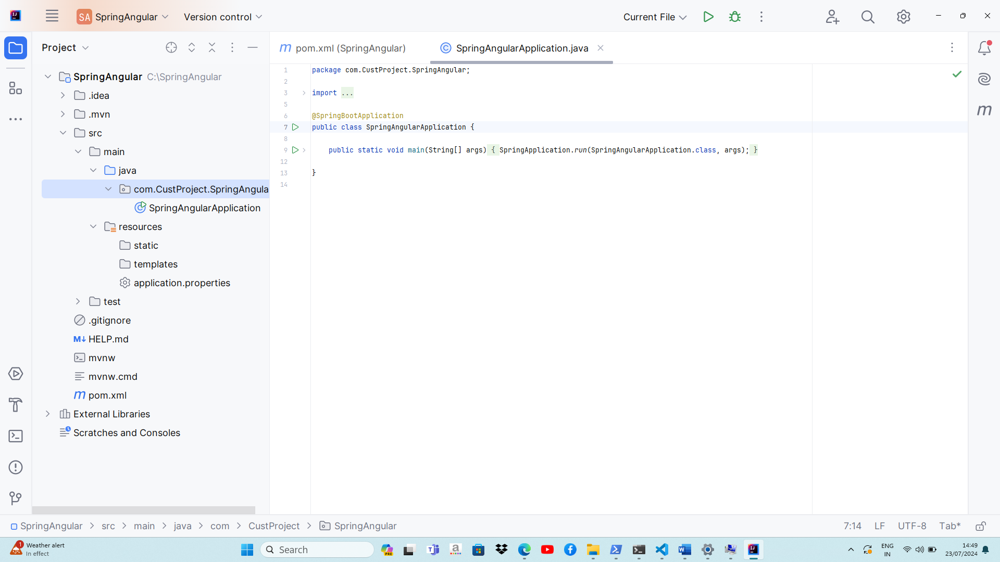 SA SpringAngular Version control Current File
Project
m pom.xml (SpringAngular) SpringAngularApplication.java
SpringAngular C:\SpringAngular
.idea
.mvn
src
main
java
com.CustProject.SpringAngula
SpringAngularApplication
resources
static
templates
application.properties
test
.gitignore
M↓ HELP.md
mvnw
mvnw.cmd
m pom.xml
External Libraries
Scratches and Consoles
1 package com.CustProject.SpringAngular;
2
3 import ...
5
6 @SpringBootApplication
7 public class SpringAngularApplication {
8
9 public static void main(String[] args) { SpringApplication.run(SpringAngularApplication.class, args); }
12
13 }
14
m
SpringAngular > src > main > java > com > CustProject > SpringAngular 7:14 LF UTF-8 Tab*
1 Weather alert
In effect
Search
PRE
ENG
IN
14:49
23/07/2024